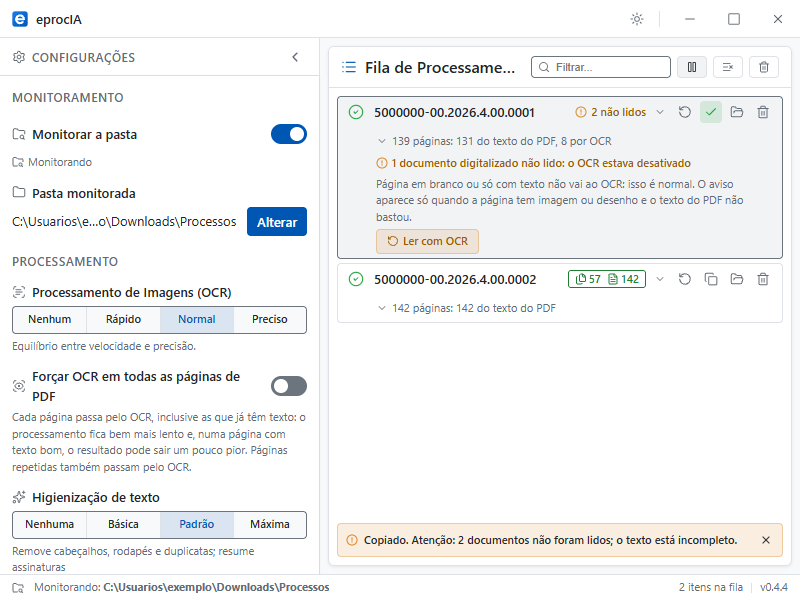 eprocIA
CONFIGURAÇÕES
MONITORAMENTO
Monitorar a pasta
Monitorando
Pasta monitorada
C:\Usuarios\e...o\Downloads\Processos
Alterar
PROCESSAMENTO
Processamento de Imagens (OCR)
Nenhum Rápido Normal Preciso
Equilíbrio entre velocidade e precisão.
Forçar OCR em todas as páginas de
PDF
Cada página passa pelo OCR, inclusive as que já têm texto: o
processamento fica bem mais lento e, numa página com
texto bom, o resultado pode sair um pouco pior. Páginas
repetidas também passam pelo OCR.
Higienização de texto
Nenhuma Básica Padrão Máxima
Remove cabeçalhos, rodapés e duplicatas; resume
assinaturas
Fila de Processame...
Filtrar...
5000000-00.2026.4.00.0001
2 não lidos
139 páginas: 131 do texto do PDF, 8 por OCR
1 documento digitalizado não lido: o OCR estava desativado
Página em branco ou só com texto não vai ao OCR: isso é normal. O aviso
aparece só quando a página tem imagem ou desenho e o texto do PDF não
bastou.
Ler com OCR
5000000-00.2026.4.00.0002
57 142
142 páginas: 142 do texto do PDF
Copiado. Atenção: 2 documentos não foram lidos; o texto está incompleto.
Monitorando: C:\Usuarios\exemplo\Downloads\Processos
2 itens na fila
v0.4.4